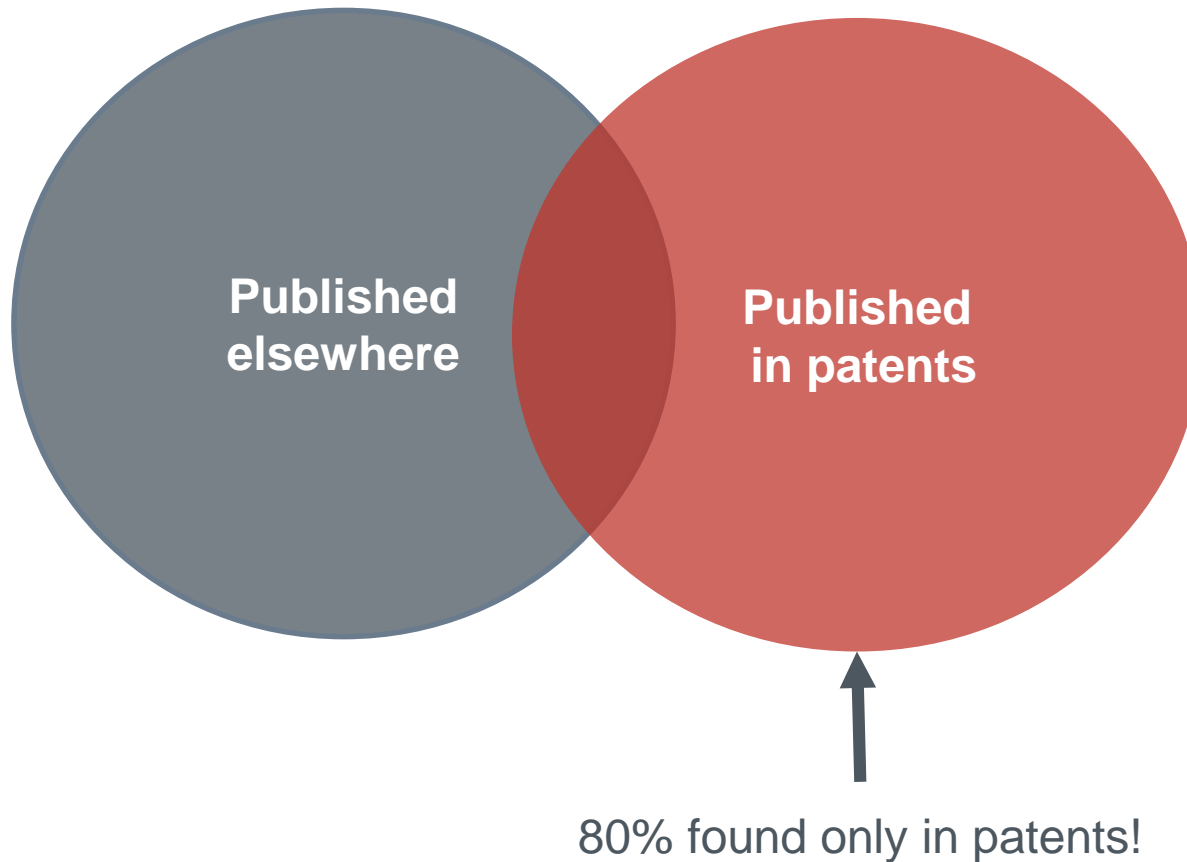 Published
elsewhere
Published
in patents
80% found only in patents!